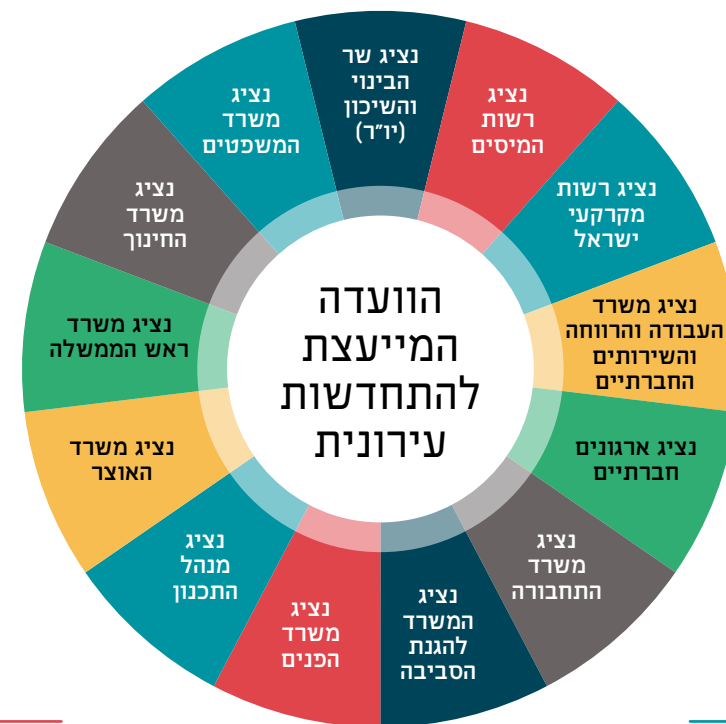 הוועדה
המייעצת
להתחדשות
עירונית
נציג שר
הבינוי
והשיכון
(יו"ר)
נציג
רשות
המיסים
נציג רשות
מקרקעי
ישראל
נציג משרד
העבודה והרווחה
והשירותים
החברתיים
נציג ארגונים
חברתיים
נציג
משרד
התחבורה
נציג
המשרד
להגנת
הסביבה
נציג
משרד
הפנים
נציג
מנהל
התכנון
נציג משרד
האוצר
נציג משרד
ראש הממשלה
נציג
משרד
החינוך
נציג
משרד
המשפטים